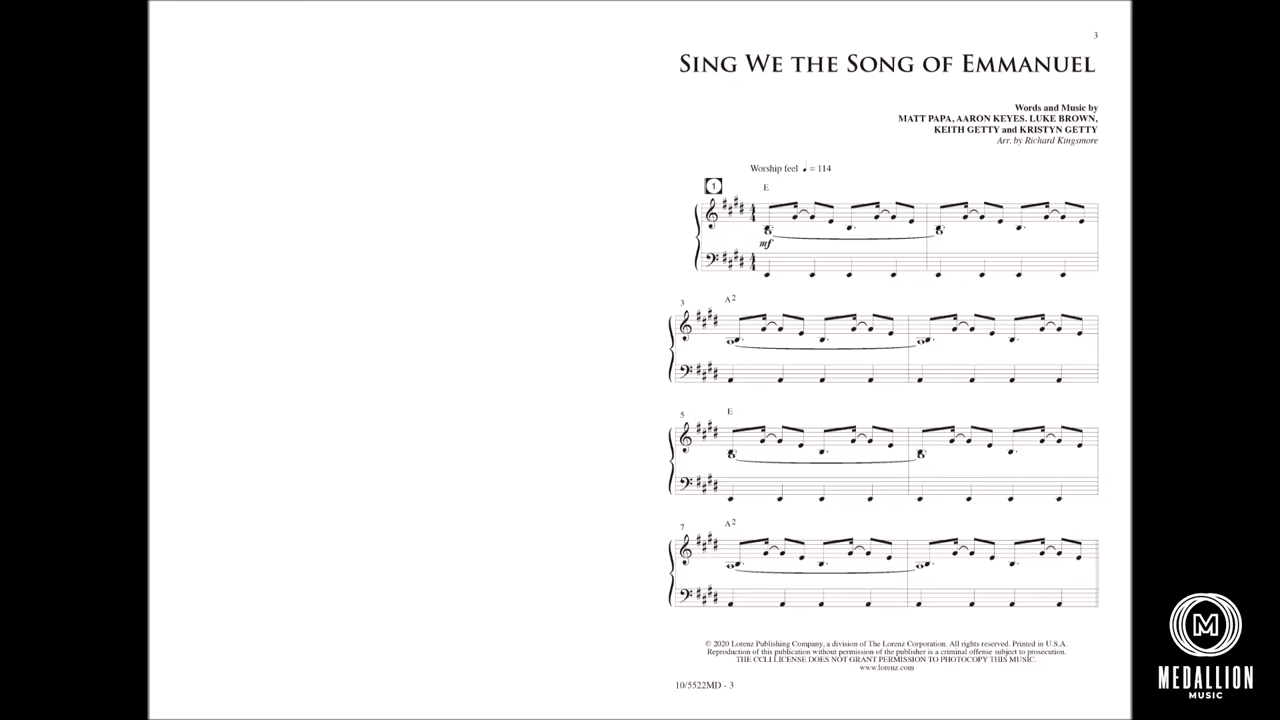 3
SING WE THE SONG OF EMMANUEL
Words and Music by
MATT PAPA, AARON KEYES. LUKE BROWN,
KEITH GETTY and KRISTYN GETTY
Arr. by Richard Kingsmore
Worship feel ♩ = 114
1
E
mf
3
A2
5
E
7
A2
© 2020 Lorenz Publishing Company, a division of The Lorenz Corporation. All rights reserved. Printed in U.S.A.
Reproduction of this publication without permission of the publisher is a criminal offense subject to prosecution.
THE CCLI LICENSE DOES NOT GRANT PERMISSION TO PHOTOCOPY THIS MUSIC.
www.lorenz.com
10/5522MD - 3
M
MEDALLION
MUSIC